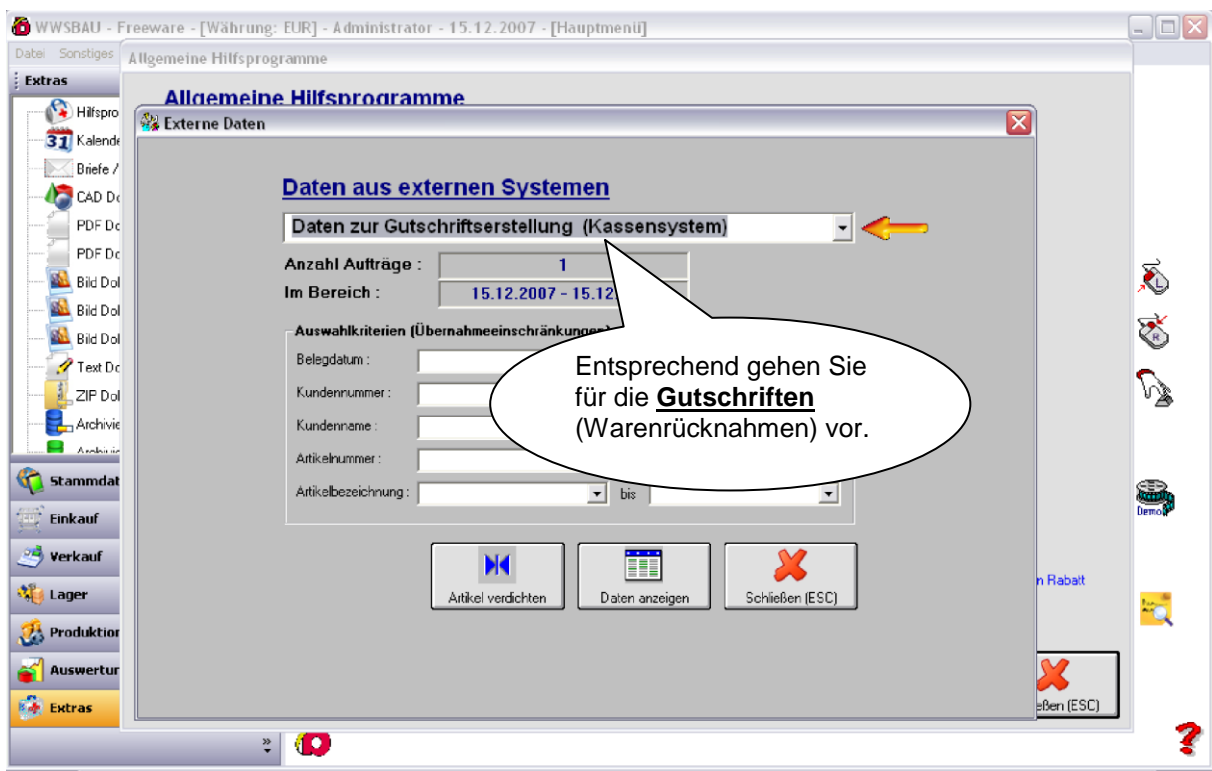 WWSBAU - Freeware - [Währung: EUR] - Administrator - 15.12.2007 - [Hauptmenü]
Datei Sonstiges
Allgemeine Hilfsprogramme
Extras
Allgemeine Hilfsprogramme
Hilfspro
Externe Daten
Kalende
Briefe /
CAD Do
PDF Do
PDF Do
Bild Dol
Bild Dol
Bild Dol
Text Do
ZIP Dol
Archivie
Stammdat
Einkauf
Verkauf
Lager
Produktion
Auswertun
Extras
Daten aus externen Systemen
Daten zur Gutschriftserstellung (Kassensystem)
Anzahl Aufträge : 1
Im Bereich : 15.12.2007 - 15.12
Auswahlkriterien (Übernahmeeinschränkungen)
Belegdatum :
Kundennummer :
Kundenname :
Artikelnummer :
Artikelbezeichnung : bis
Entsprechend gehen Sie
für die Gutschriften
(Warenrücknahmen) vor.
Artikel verdichten
Daten anzeigen
Schließen (ESC)
L
R
Demo
n Rabatt
eßen (ESC)